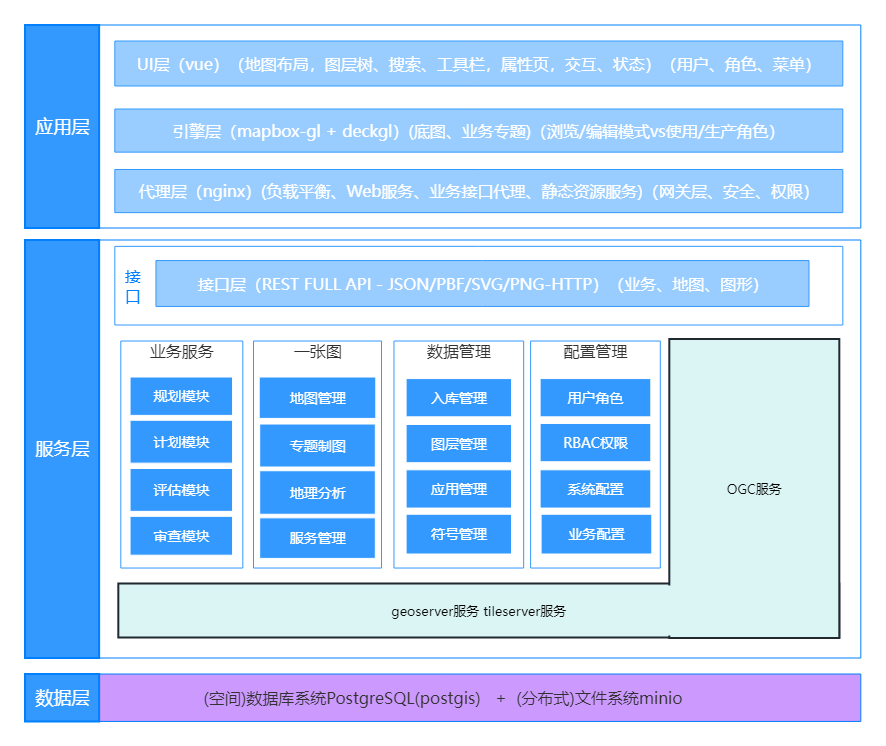 应用层
UI层（vue）（地图布局，图层树、搜索、工具栏，属性页，交互、状态）（用户、角色、菜单）
引擎层（mapbox-gl + deckgl）(底图、业务专题)（浏览/编辑模式vs使用/生产角色）
代理层（nginx）(负载平衡、Web服务、业务接口代理、静态资源服务)（网关层、安全、权限）
服务层
接
口
接口层（REST FULL API - JSON/PBF/SVG/PNG-HTTP）（业务、地图、图形）
业务服务
规划模块
计划模块
评估模块
审查模块
一张图
地图管理
专题制图
地理分析
服务管理
数据管理
入库管理
图层管理
应用管理
符号管理
配置管理
用户角色
RBAC权限
系统配置
业务配置
OGC服务
geoserver服务 tileserver服务
数据层
(空间)数据库系统PostgreSQL(postgis) + (分布式)文件系统minio